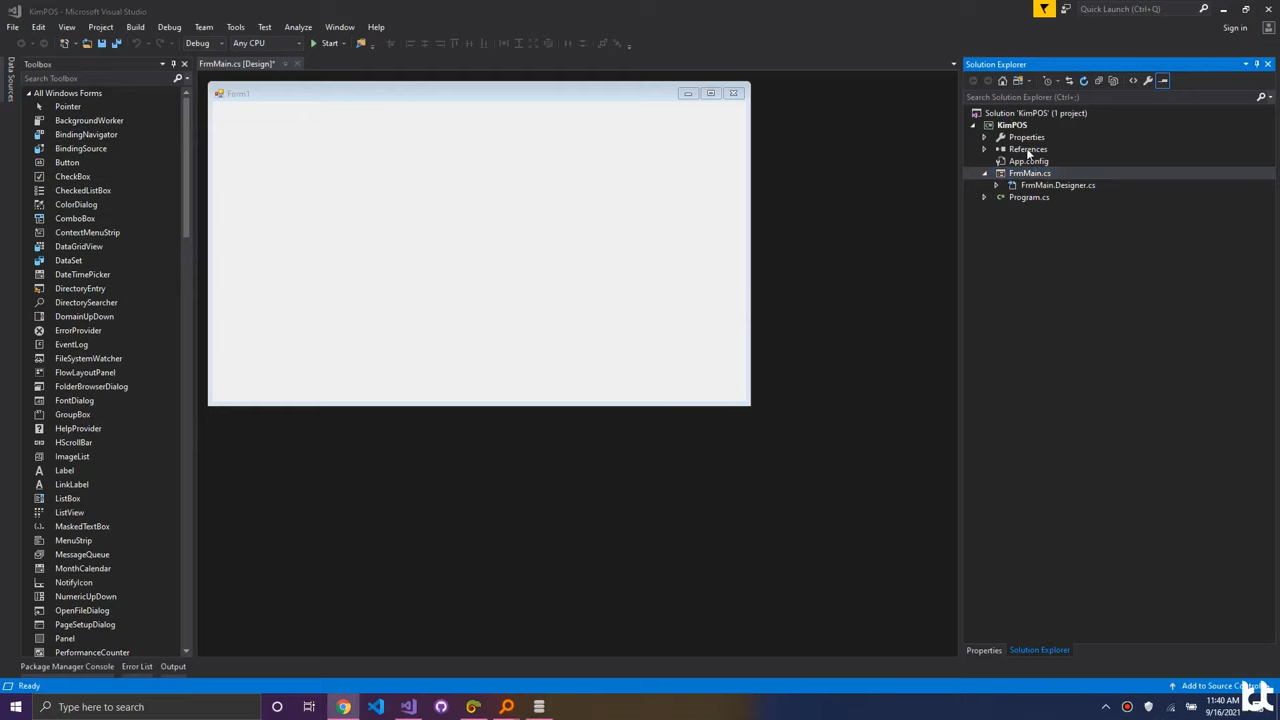 KimPOS - Microsoft Visual Studio
Quick Launch (Ctrl+Q)
File Edit View Project Build Debug Team Tools Test Analyze Window Help
Sign in
Debug Any CPU Start
Data Sources
Toolbox
Search Toolbox
All Windows Forms
Pointer
BackgroundWorker
BindingNavigator
BindingSource
Button
CheckBox
CheckedListBox
ColorDialog
ComboBox
ContextMenuStrip
DataGridView
DataSet
DateTimePicker
DirectoryEntry
DirectorySearcher
DomainUpDown
ErrorProvider
EventLog
FileSystemWatcher
FlowLayoutPanel
FolderBrowserDialog
FontDialog
GroupBox
HelpProvider
HScrollBar
ImageList
Label
LinkLabel
ListBox
ListView
MaskedTextBox
MenuStrip
MessageQueue
MonthCalendar
NotifyIcon
NumericUpDown
OpenFileDialog
PageSetupDialog
Panel
PerformanceCounter
FrmMain.cs [Design]*
Form1
Solution Explorer
Search Solution Explorer (Ctrl+;)
Solution 'KimPOS' (1 project)
KimPOS
Properties
References
App.config
FrmMain.cs
FrmMain.Designer.cs
Program.cs
Properties Solution Explorer
Package Manager Console Error List Output
Ready
Add to Source
Type here to search
11:40 AM
9/16/2021